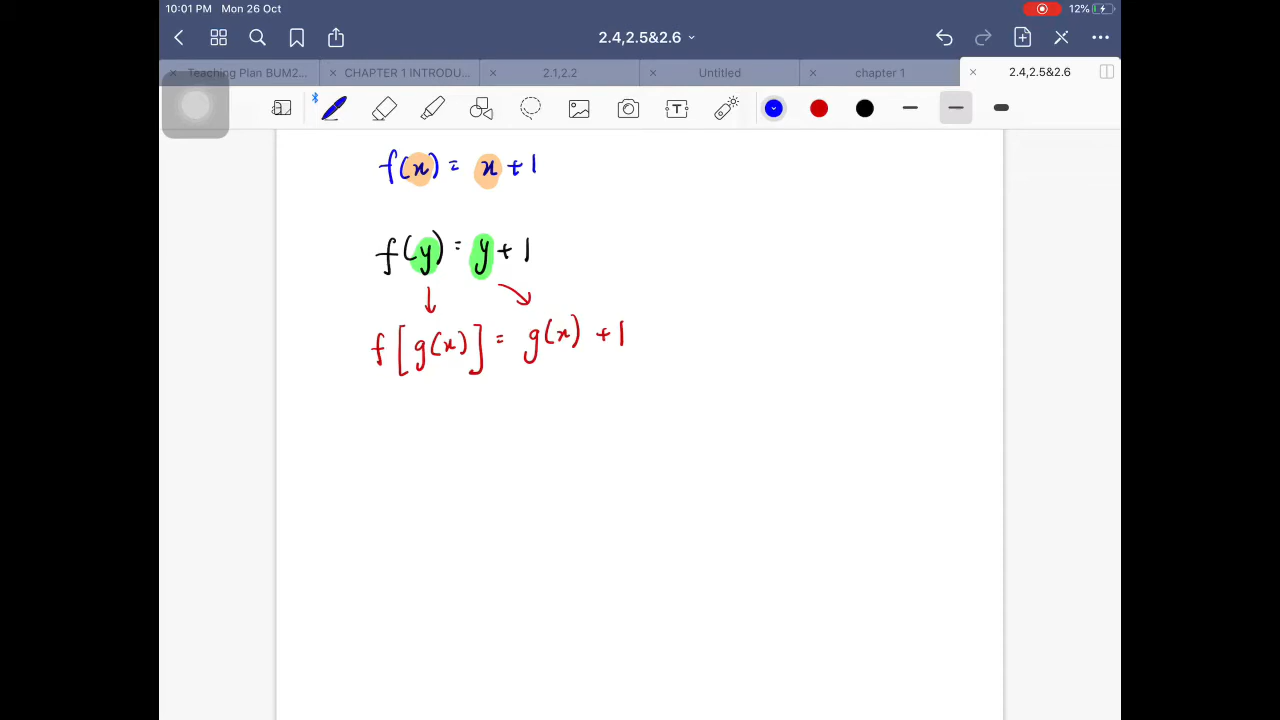 10:01 PM Mon 26 Oct 12%
2.4,2.5&2.6
Teaching Plan BUM2... CHAPTER 1 INTRODU... 2.1,2.2 Untitled chapter 1 2.4,2.5&2.6
f(x) = x + 1
f(y) = y + 1
f[g(x)] = g(x) + 1